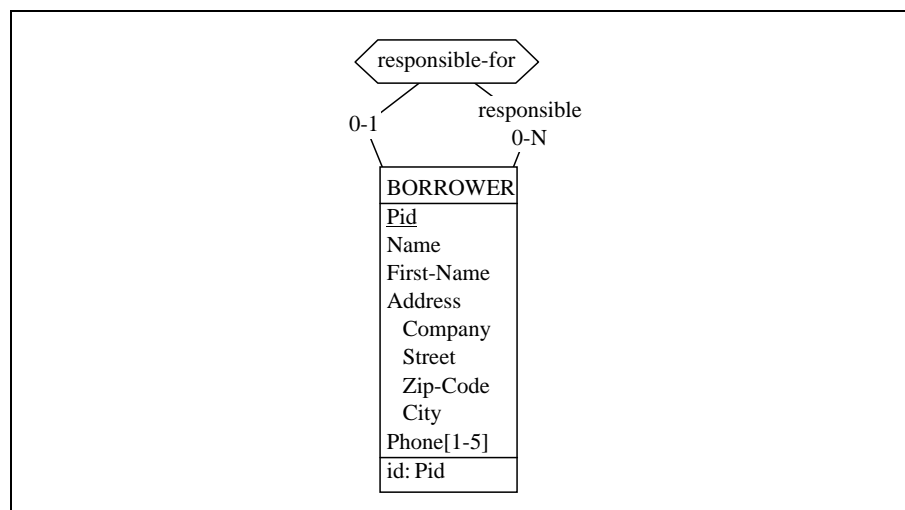 responsible-for
responsible
0-1
0-N
BORROWER
Pid
Name
First-Name
Address
Company
Street
Zip-Code
City
Phone[1-5]
id: Pid